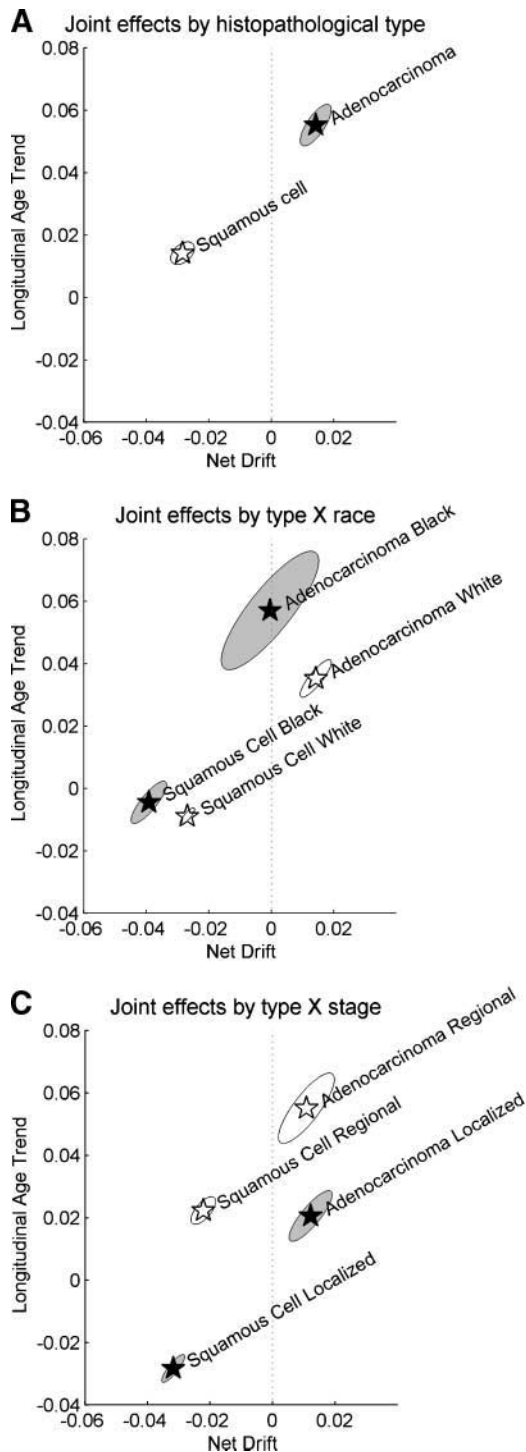 A
Joint effects by histopathological type
0.08
0.06
0.04
0.02
0
-0.02
-0.04
Longitudinal Age Trend
Adenocarcinoma
Squamous cell
-0.06 -0.04 -0.02 0 0.02
Net Drift
B
Joint effects by type X race
0.08
0.06
0.04
0.02
0
-0.02
-0.04
Longitudinal Age Trend
Adenocarcinoma Black
Adenocarcinoma White
Squamous Cell Black
Squamous Cell White
-0.06 -0.04 -0.02 0 0.02
Net Drift
C
Joint effects by type X stage
0.08
0.06
0.04
0.02
0
-0.02
-0.04
Longitudinal Age Trend
Adenocarcinoma Regional
Squamous Cell Regional
Adenocarcinoma Localized
Squamous Cell Localized
-0.06 -0.04 -0.02 0 0.02
Net Drift